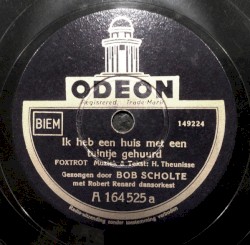 ODEON
Registered Trade-Mark
BIEM
149224
Ik heb een huis met een
tuintje gehuurd
FOXTROT Muziek & Tekst: H. Theunisse
Gezongen door BOB SCHOLTE
met Robert Renard dansorkest
A 164525a